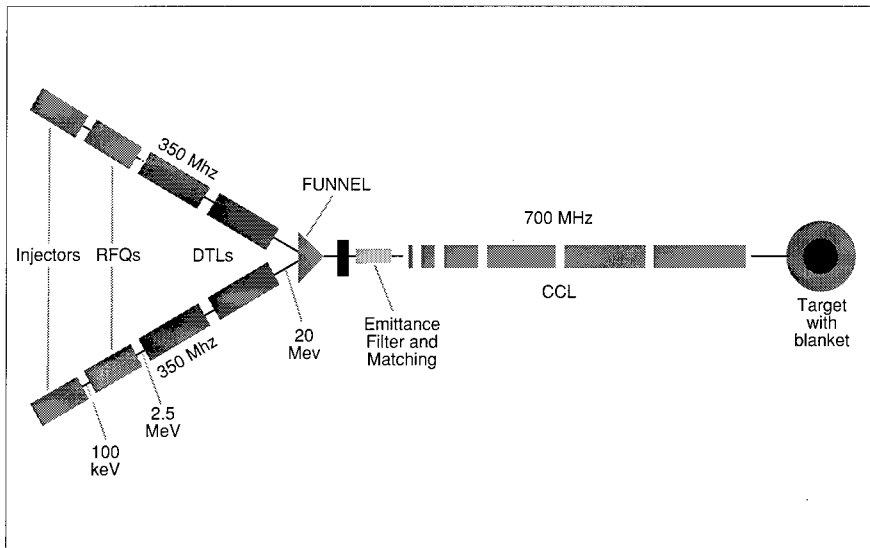 350 Mhz
FUNNEL
700 MHz
Injectors
RFQs
DTLs
CCL
Target
with
blanket
Emittance
Filter and
Matching
20
Mev
350 Mhz
2.5
MeV
100
keV